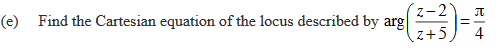 (e) Find the Cartesian equation of the locus described by arg((z−2)/(z+5)) = π/4